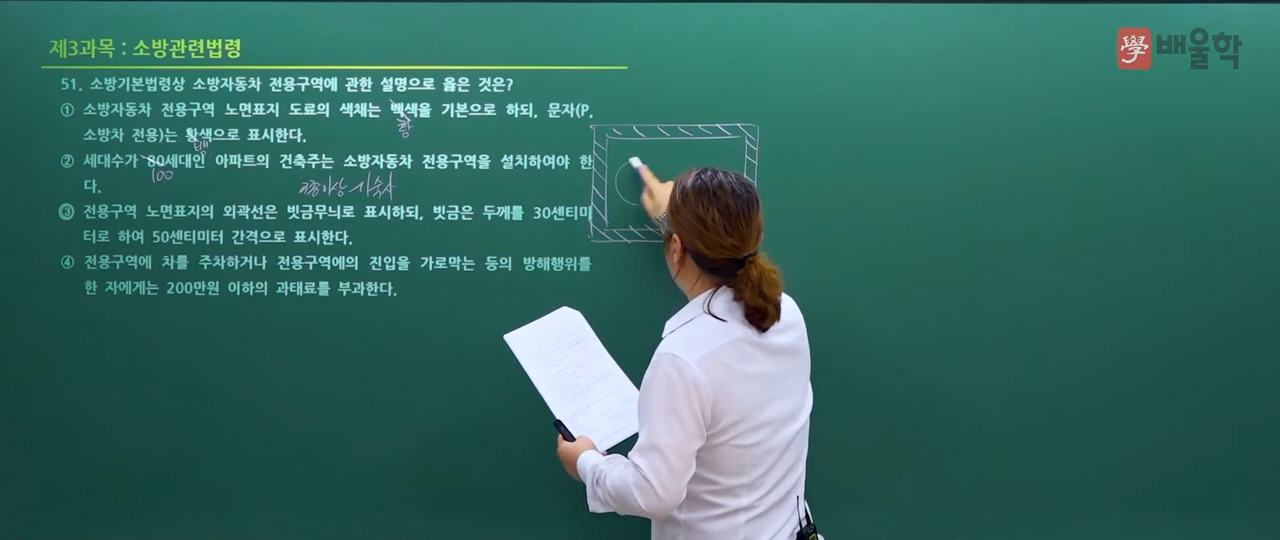 제3과목 : 소방관련법령
學 배울학
51. 소방기본법령상 소방자동차 전용구역에 관한 설명으로 옳은 것은?
① 소방자동차 전용구역 노면표지 도료의 색채는 백색을 기본으로 하되, 문자(P,
황
소방차 전용)는 황색으로 표시한다.
백
② 세대수가 80세대인 아파트의 건축주는 소방자동차 전용구역을 설치하여야 한
100
다.
3층이상 기숙사
③ 전용구역 노면표지의 외곽선은 빗금무늬로 표시하되, 빗금은 두께를 30센티미
터로 하여 50센티미터 간격으로 표시한다.
④ 전용구역에 차를 주차하거나 전용구역에의 진입을 가로막는 등의 방해행위를
한 자에게는 200만원 이하의 과태료를 부과한다.